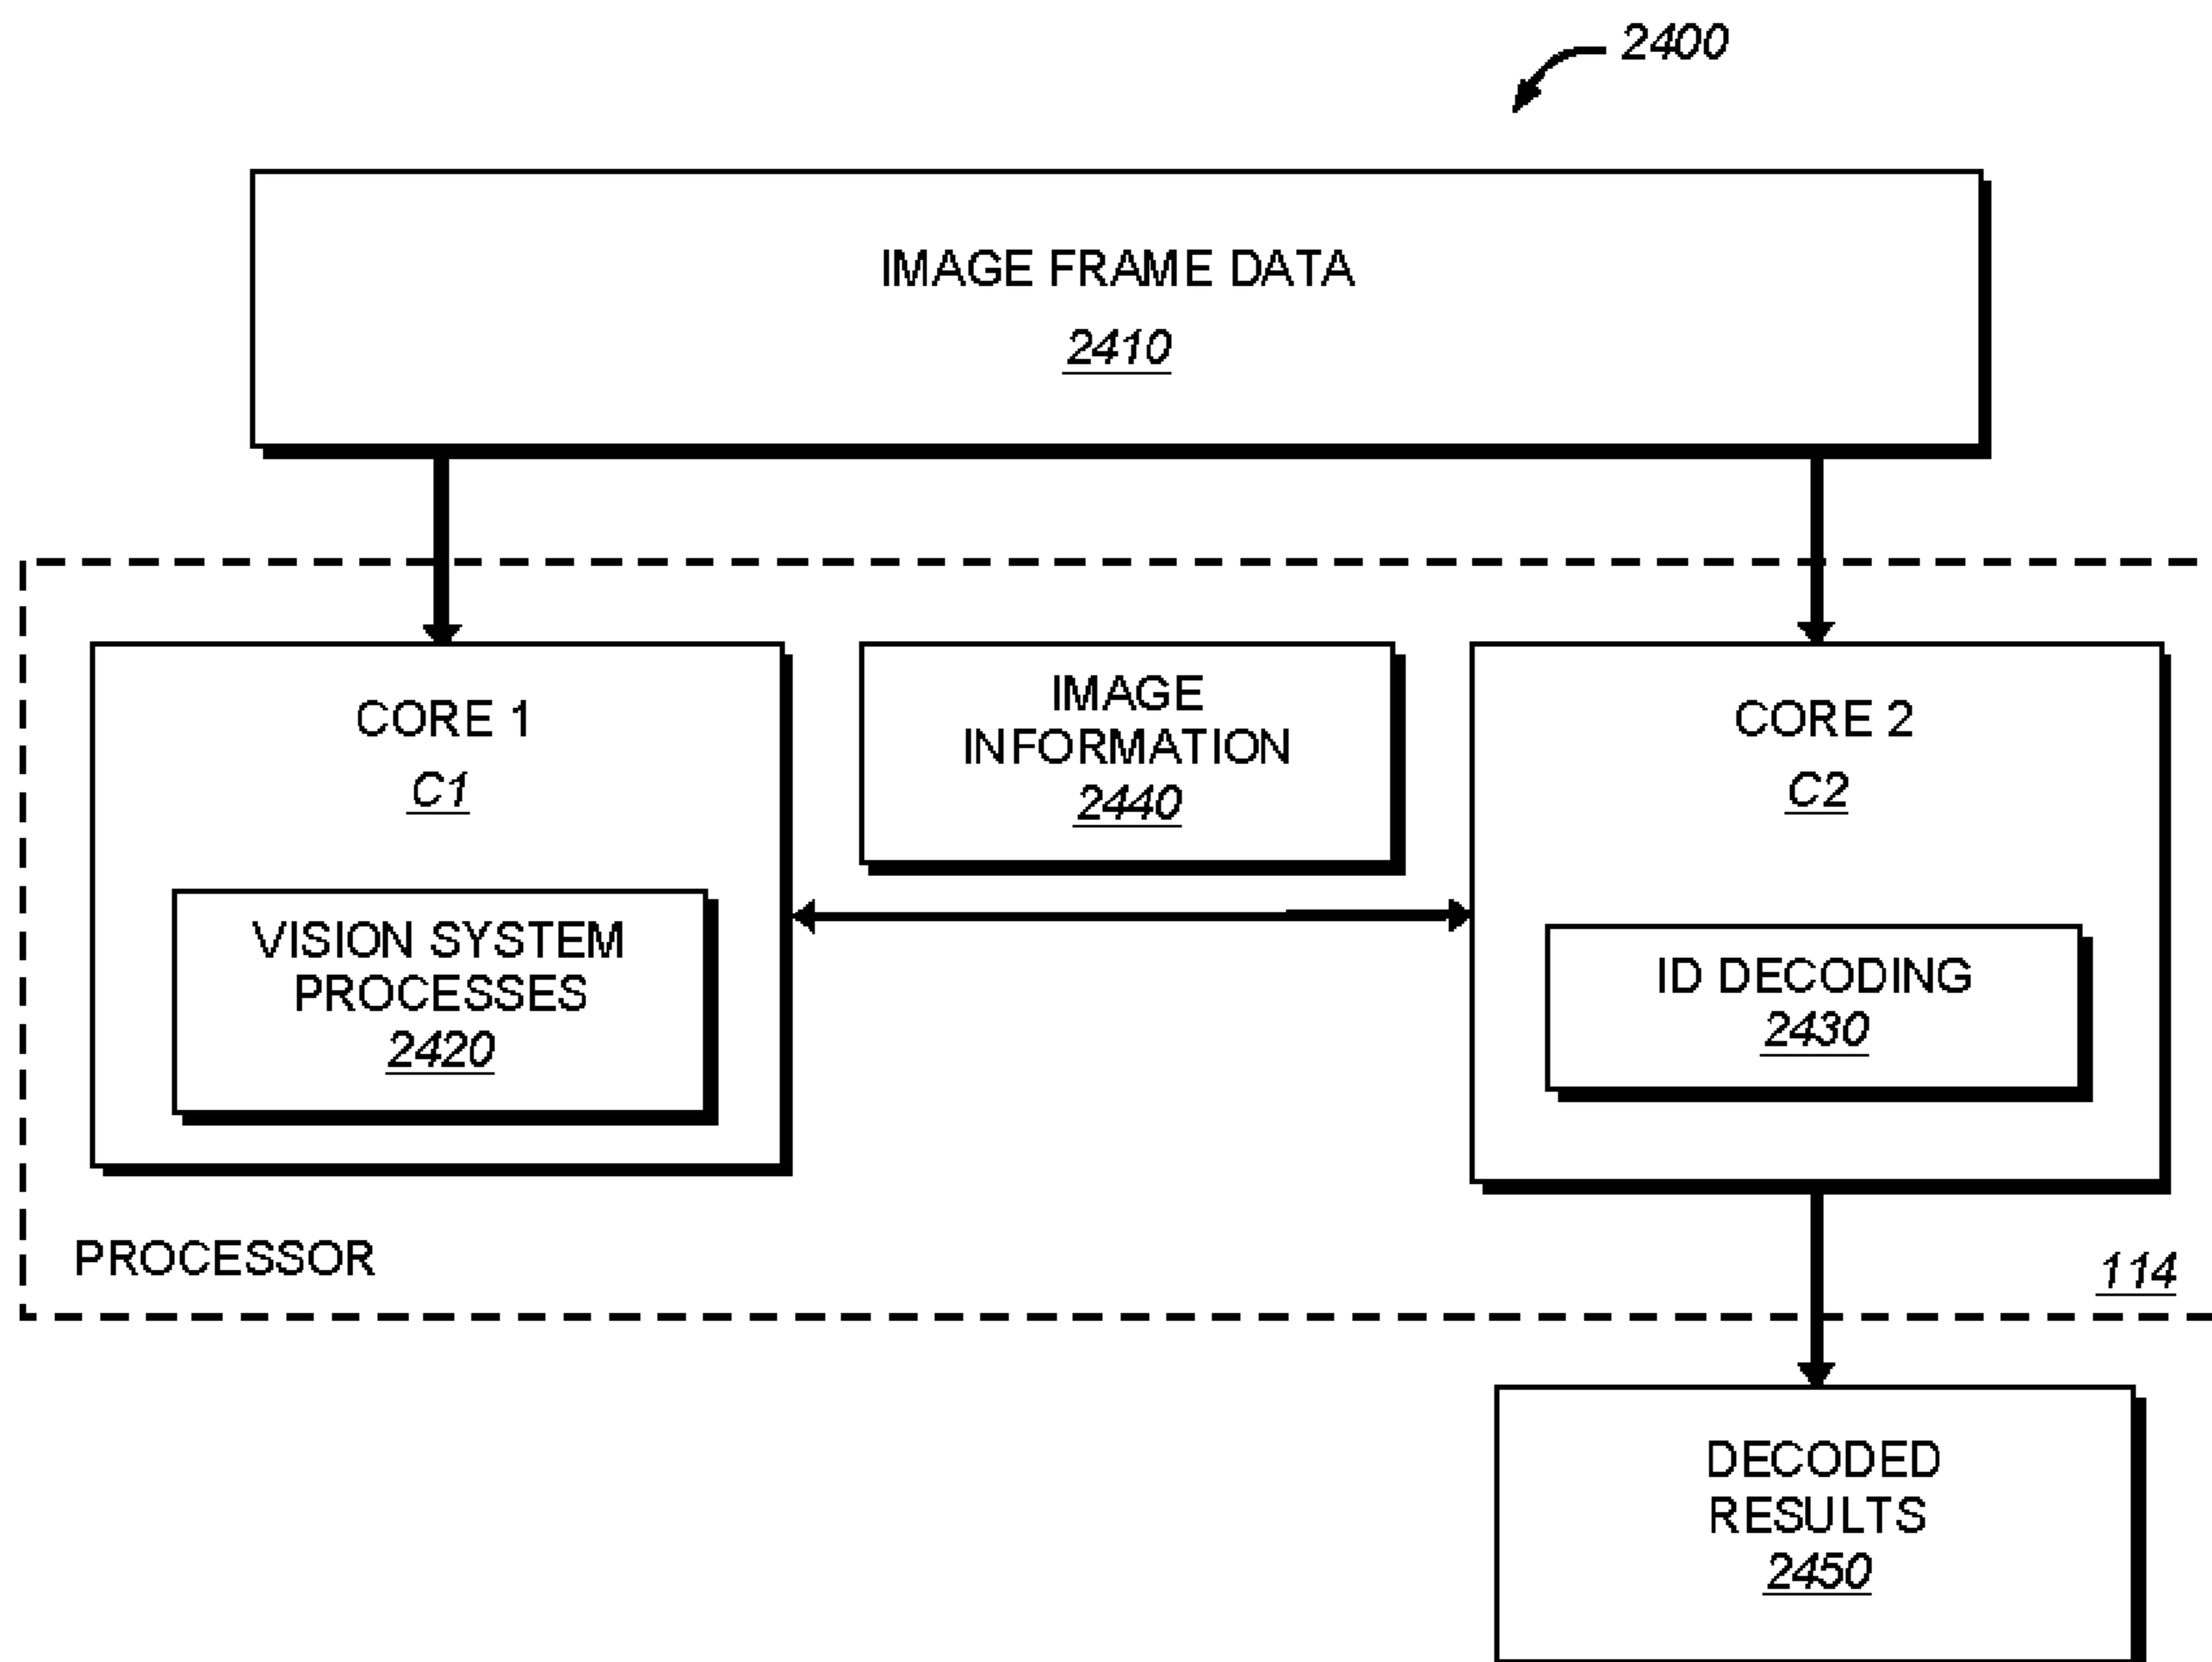 2400
IMAGE FRAME DATA
2410
CORE 1
C1
VISION SYSTEM
PROCESSES
2420
IMAGE
INFORMATION
2440
CORE 2
C2
ID DECODING
2430
PROCESSOR
114
DECODED
RESULTS
2450